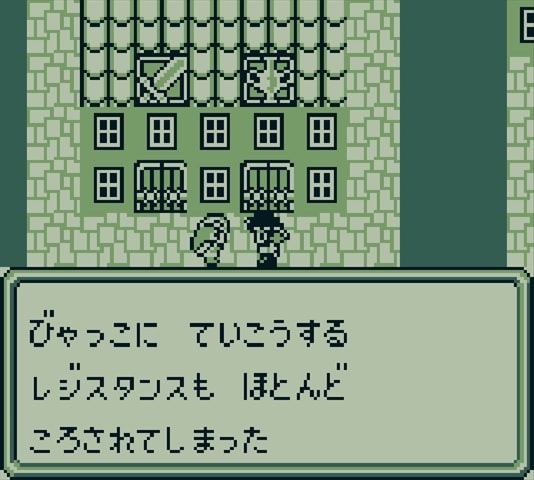 びゃっこに ていこうする
レジスタンスも ほとんど
ころされてしまった